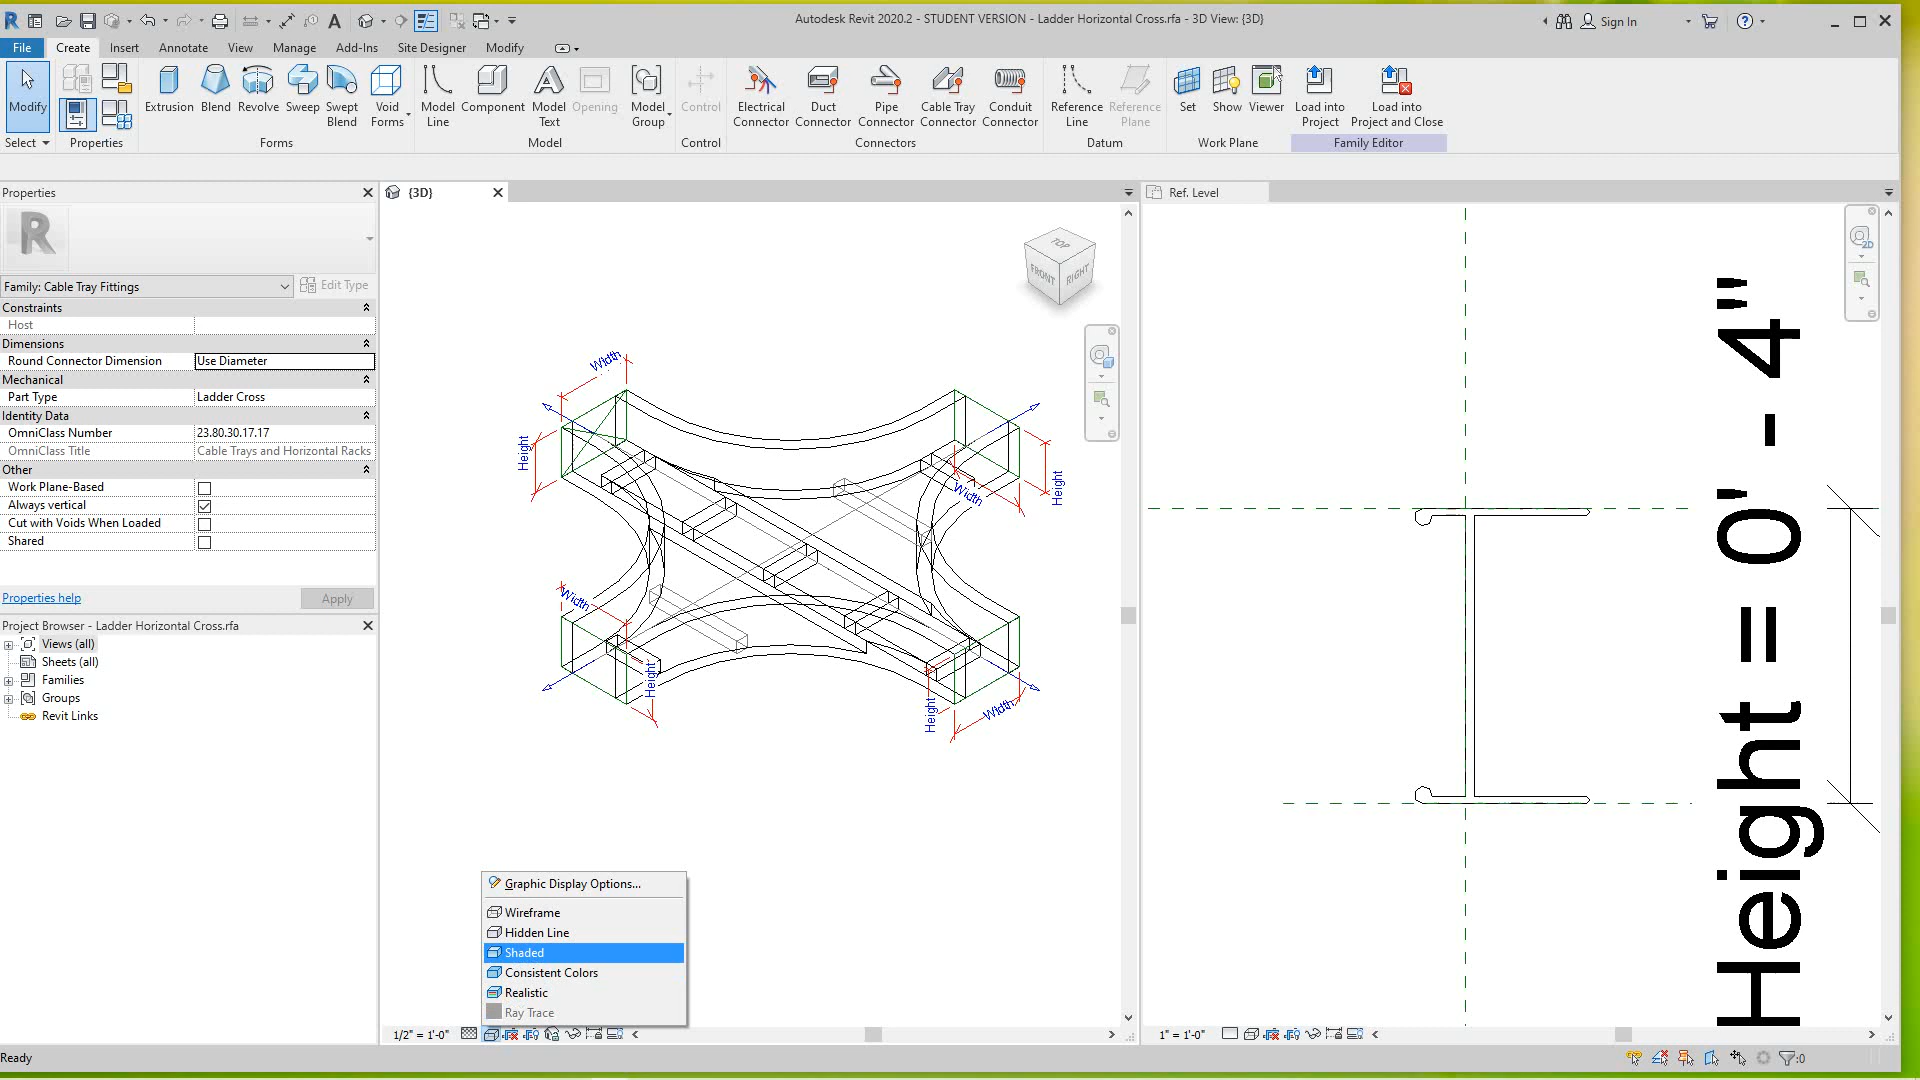 Autodesk Revit 2020.2 - STUDENT VERSION - Ladder Horizontal Cross.rfa - 3D View: {3D}
Sign In
File Create Insert Annotate View Manage Add-Ins Site Designer Modify
Modify
Extrusion Blend Revolve Sweep Swept Blend Void Forms
Model Line Component Model Text Opening Model Group
Control
Electrical Connector Duct Connector Pipe Connector Cable Tray Connector Conduit Connector
Reference Line Reference Plane
Set Show Viewer
Load into Project Load into Project and Close
Select Properties Forms Model Control Connectors Datum Work Plane Family Editor
Properties
R
Family: Cable Tray Fittings
Edit Type
Constraints
Host
Dimensions
Round Connector Dimension Use Diameter
Mechanical
Part Type Ladder Cross
Identity Data
OmniClass Number 23.80.30.17.17
OmniClass Title Cable Trays and Horizontal Racks
Other
Work Plane-Based
Always vertical
Cut with Voids When Loaded
Shared
Properties help
Apply
Project Browser - Ladder Horizontal Cross.rfa
Views (all)
Sheets (all)
Families
Groups
Revit Links
{3D}
TOP
FRONT RIGHT
Width
Height
Width
Height
Width
Height
Height
Width
Graphic Display Options...
Wireframe
Hidden Line
Shaded
Consistent Colors
Realistic
Ray Trace
1/2" = 1'-0"
Ref. Level
2D
Height = 0' - 4"
1" = 1'-0"
Ready
:0